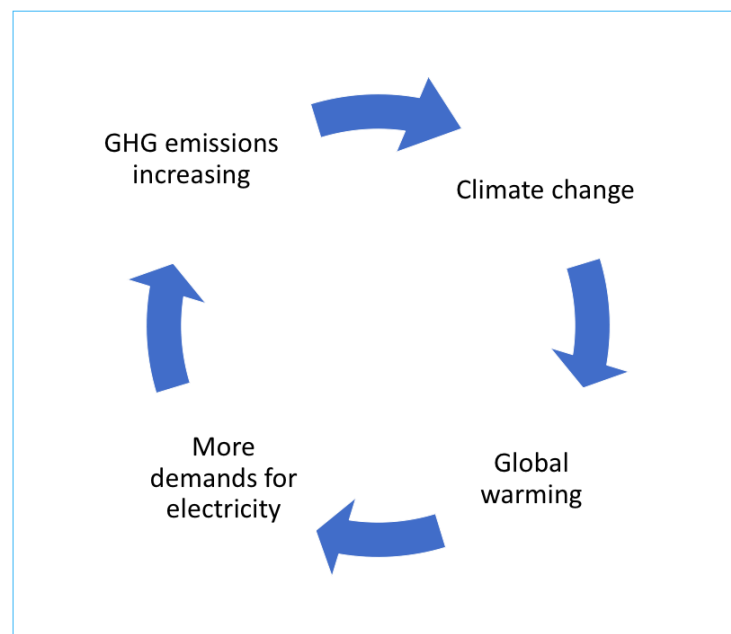 GHG emissions
increasing
Climate change
Global
warming
More
demands for
electricity